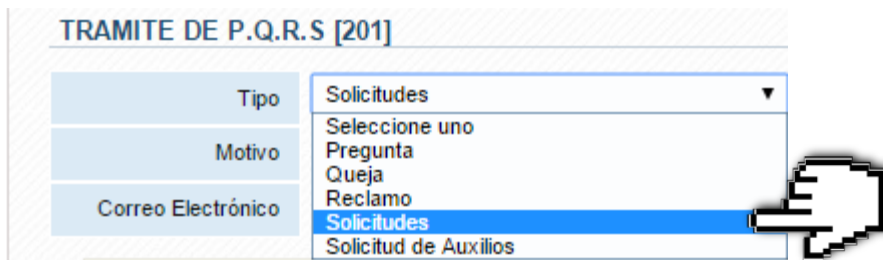 TRAMITE DE P.Q.R.S [201]
Tipo
Solicitudes
Seleccione uno
Motivo
Pregunta
Queja
Correo Electrónico
Reclamo
Solicitudes
Solicitud de Auxilios